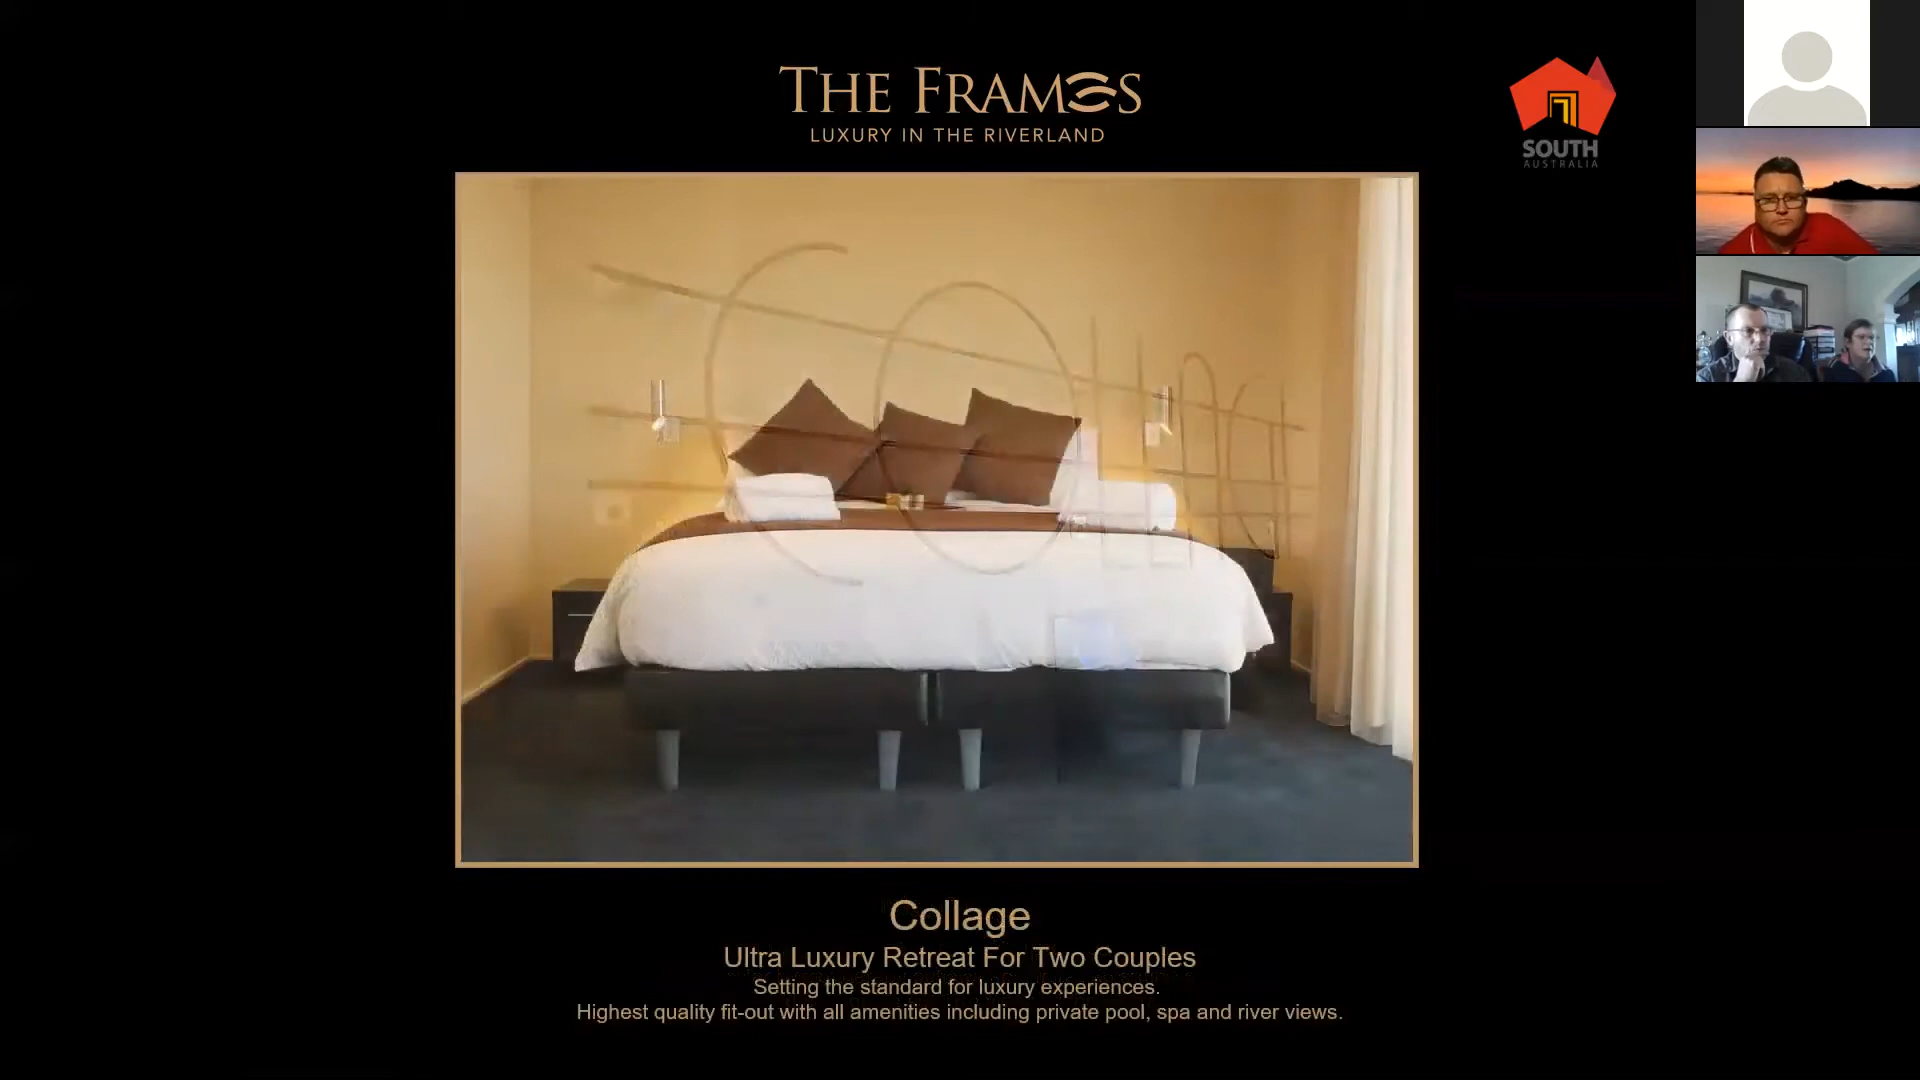 THE FRAMES
LUXURY IN THE RIVERLAND
SOUTH
AUSTRALIA
Collage
Ultra Luxury Retreat For Two Couples
Setting the standard for luxury experiences.
Highest quality fit-out with all amenities including private pool, spa and river views.